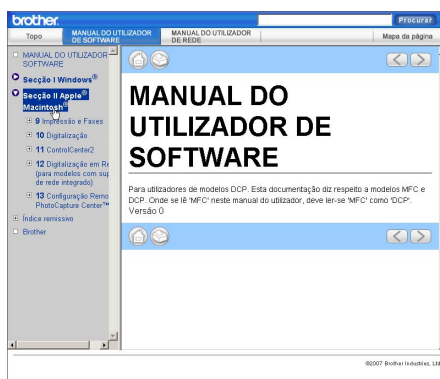 brother.
Procurar
Topo
MANUAL DO UTILIZADOR
DE SOFTWARE
MANUAL DO UTILIZADOR
DE REDE
Mapa da página
MANUAL DO
SOFTWARE
Secção I Windows®
Secção II Apple®
Macintosh®
9 Impressão e Faxes
10 Digitalização
11 ControlCenter2
12 Digitalização em Re
(para modelos com sup
de rede integrado)
13 Configuração Remo
PhotoCapture Center™
Índice remissivo
Brother
MANUAL DO
UTILIZADOR DE
SOFTWARE
Para utilizadores de modelos DCP. Esta documentação diz respeito a modelos MFC e
DCP. Onde se lê 'MFC' neste manual do utilizador, deve ler-se 'MFC' como 'DCP'.
Versão 0
©2007 Brother Industries, Ltd